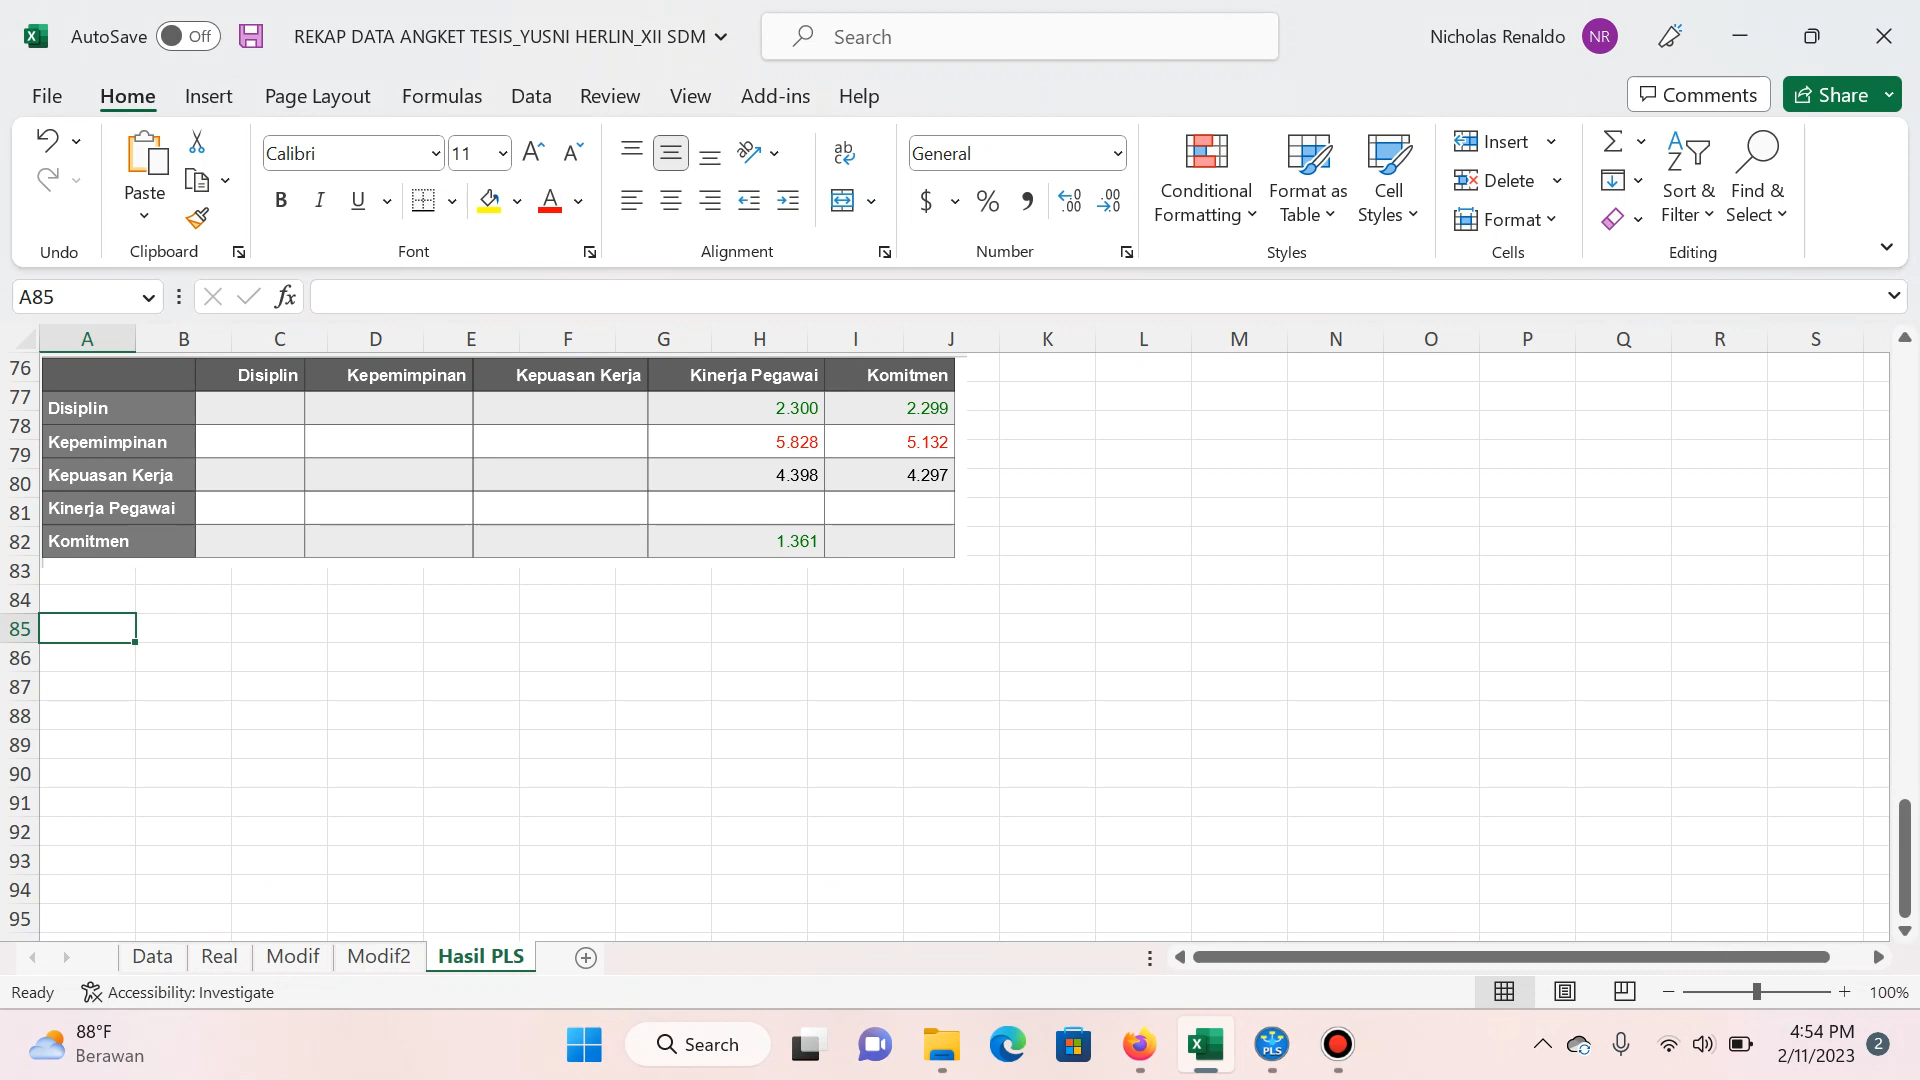 AutoSave Off REKAP DATA ANGKET TESIS_YUSNI HERLIN_XII SDM Search Nicholas Renaldo NR
File Home Insert Page Layout Formulas Data Review View Add-ins Help Comments Share
Paste
Calibri 11
General
Conditional Formatting
Format as Table
Cell Styles
Insert
Delete
Format
Sort & Filter
Find & Select
Undo Clipboard Font Alignment Number Styles Cells Editing
A85 fx
A B C D E F G H I J K L M N O P Q R S
76 Disiplin Kepemimpinan Kepuasan Kerja Kinerja Pegawai Komitmen
77 Disiplin 2.300 2.299
78 Kepemimpinan 5.828 5.132
79
80 Kepuasan Kerja 4.398 4.297
81 Kinerja Pegawai
82 Komitmen 1.361
83
84
85
86
87
88
89
90
91
92
93
94
95
Data Real Modif Modif2 Hasil PLS
Ready Accessibility: Investigate 100%
88°F
Berawan
Search
PLS
4:54 PM
2/11/2023
2